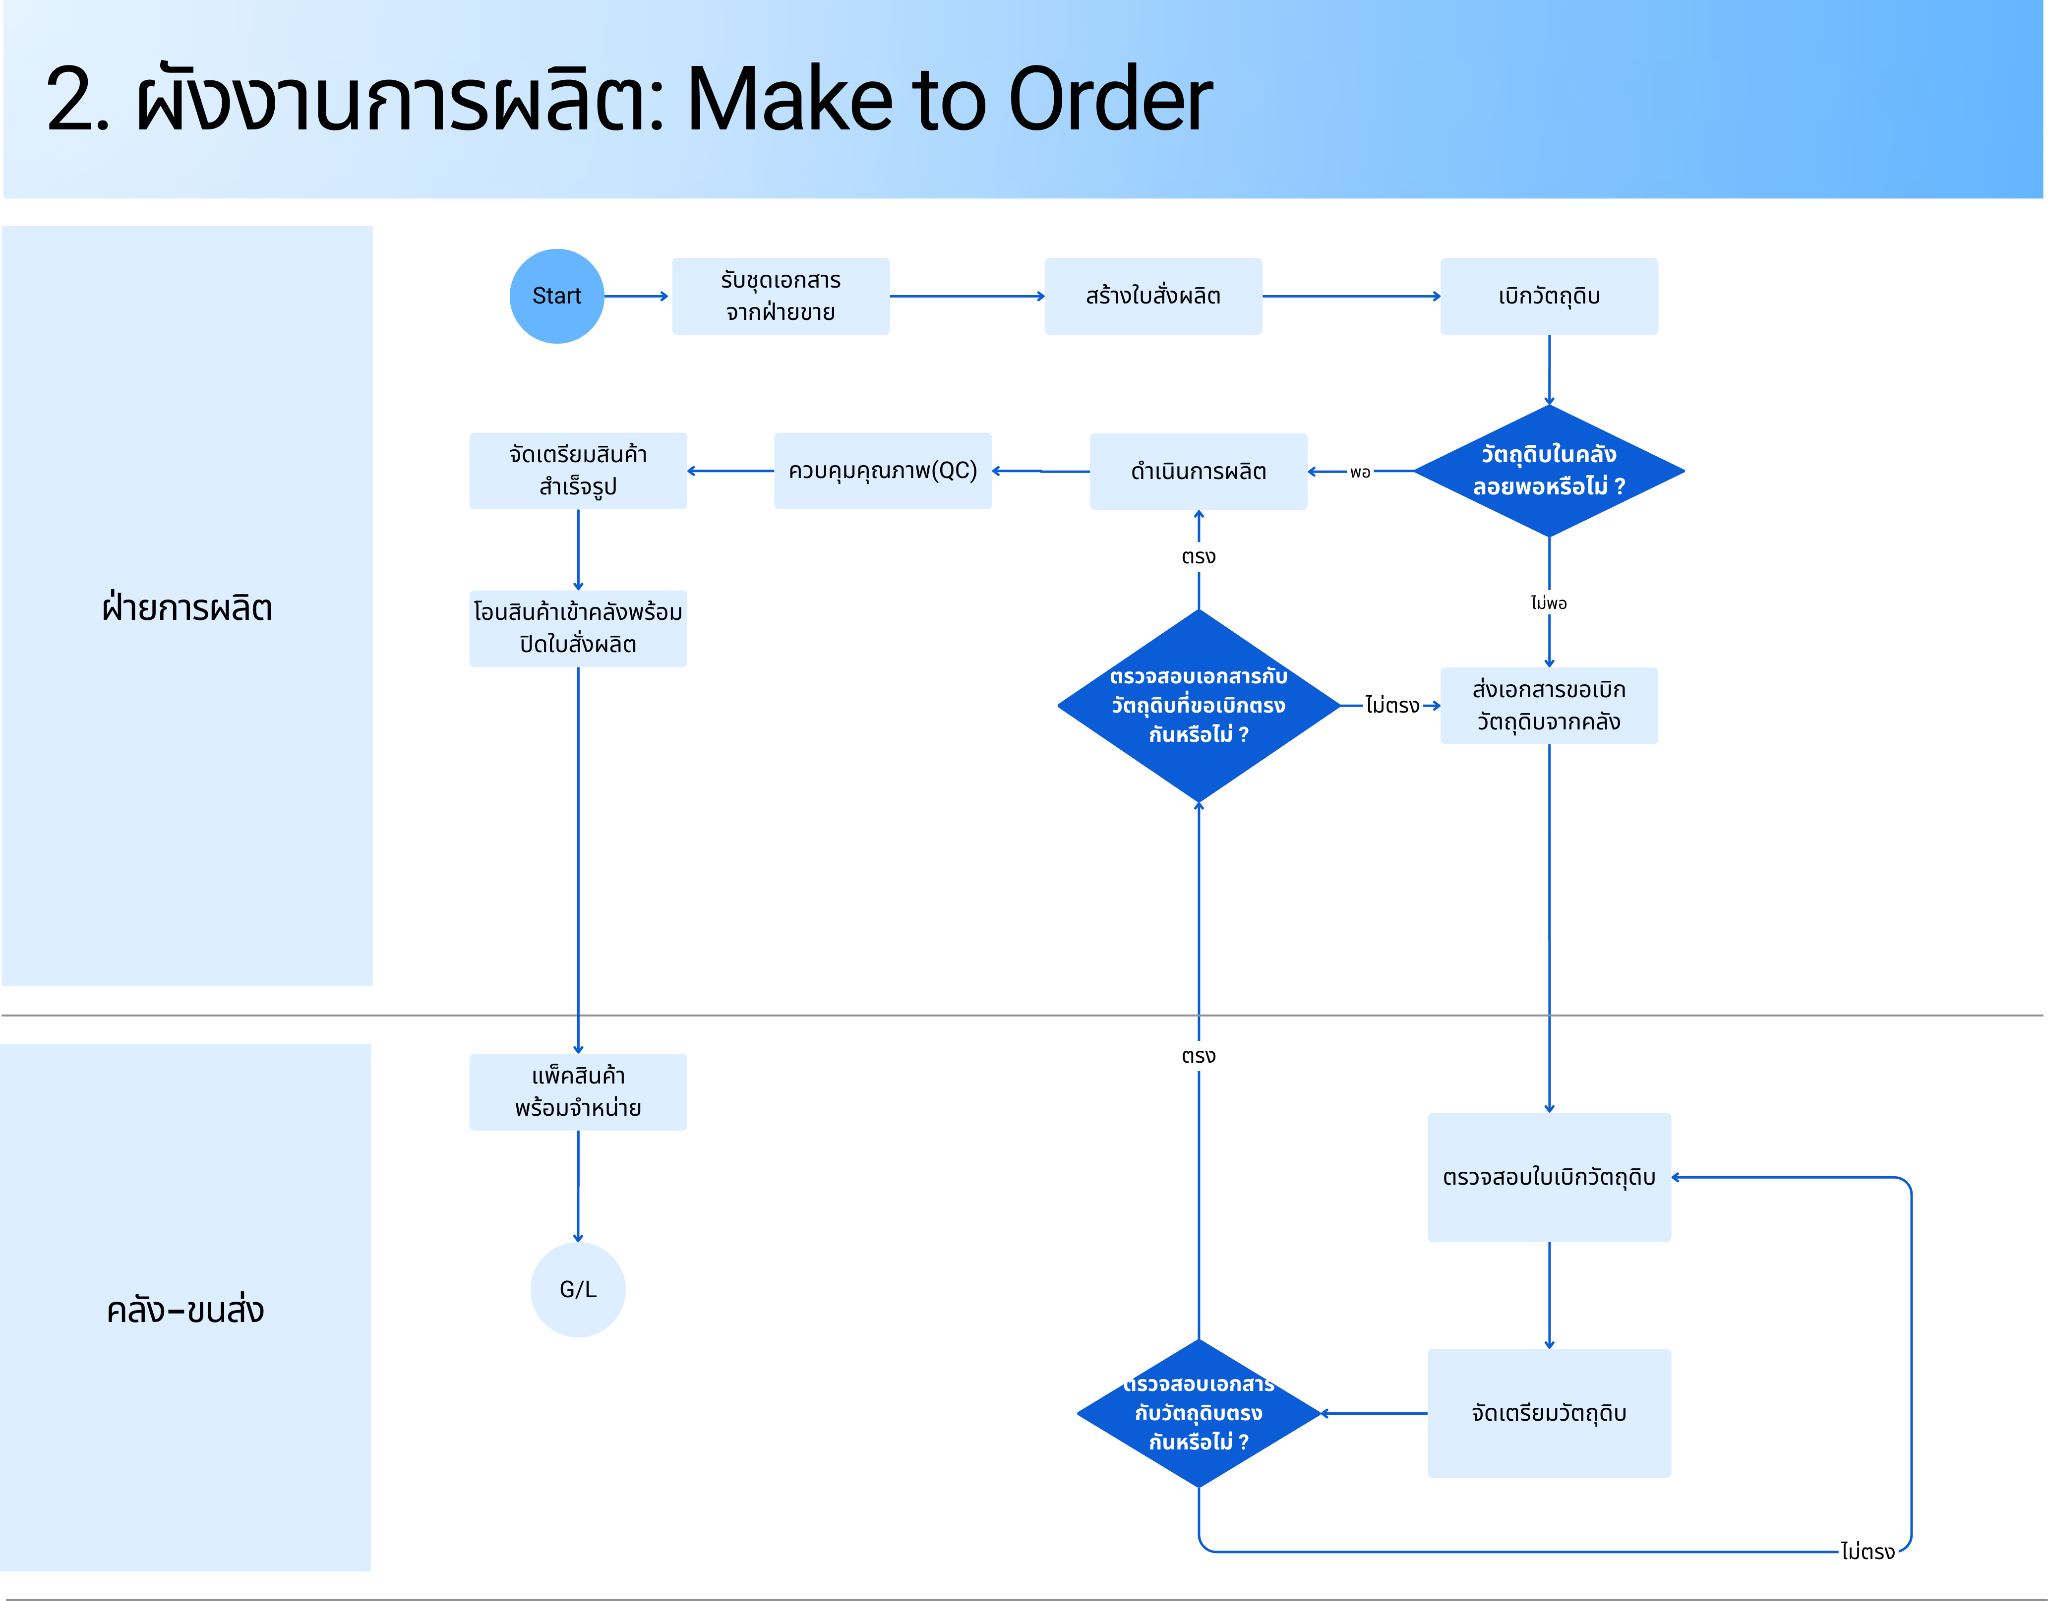 2. ผังงานการผลิต: Make to Order
ฝ่ายการผลิต
Start
รับชุดเอกสาร
จากฝ่ายขาย
สร้างใบสั่งผลิต
เบิกวัตถุดิบ
วัตถุดิบในคลัง
ลอยพอหรือไม่ ?
พอ
ดำเนินการผลิต
ควบคุมคุณภาพ(QC)
จัดเตรียมสินค้า
สำเร็จรูป
โอนสินค้าเข้าคลังพร้อม
ปิดใบสั่งผลิต
ตรง
ไม่พอ
ตรวจสอบเอกสารกับ
วัตถุดิบที่ขอเบิกตรง
กันหรือไม่ ?
ไม่ตรง
ส่งเอกสารขอเบิก
วัตถุดิบจากคลัง
คลัง-ขนส่ง
แพ็คสินค้า
พร้อมจำหน่าย
G/L
ตรง
ตรวจสอบใบเบิกวัตถุดิบ
จัดเตรียมวัตถุดิบ
ตรวจสอบเอกสาร
กับวัตถุดิบตรง
กันหรือไม่ ?
ไม่ตรง